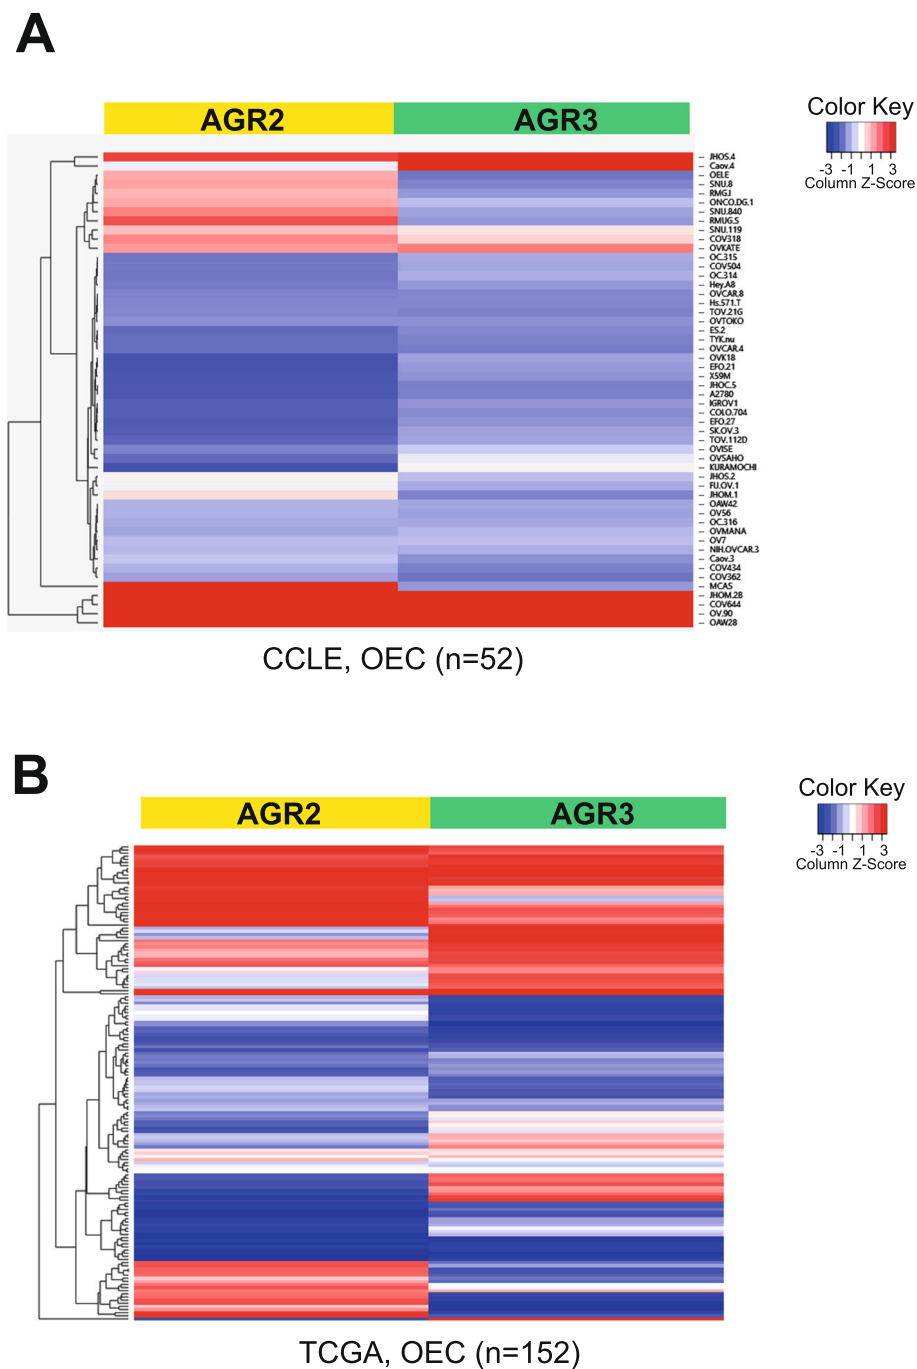 A
AGR2 AGR3
Color Key
-3 -1 1 3
Column Z-Score
JHOS.4
Caov.4
OELE
SNU.8
RMG.I
ONCO.DG.1
SNU.840
RMUG.S
SNU.119
COV318
OVKATE
OC.315
COV504
OC.314
Hey.A8
OVCAR.8
Hs.571.T
TOV.21G
OVTOKO
ES.2
TYK.nu
OVCAR.4
OVK18
EFO.21
X59M
JHOC.5
A2780
IGROV1
COLO.704
EFO.27
SK.OV.3
TOV.112D
OVISE
OVSAHO
KURAMOCHI
JHOS.2
FU.OV.1
JHOM.1
OAW42
OV56
OC.316
OVMANA
OV7
NIH.OVCAR.3
Caov.3
COV434
COV362
MCAS
JHOM.2B
COV644
OV.90
OAW28
CCLE, OEC (n=52)
B
AGR2 AGR3
Color Key
-3 -1 1 3
Column Z-Score
TCGA, OEC (n=152)